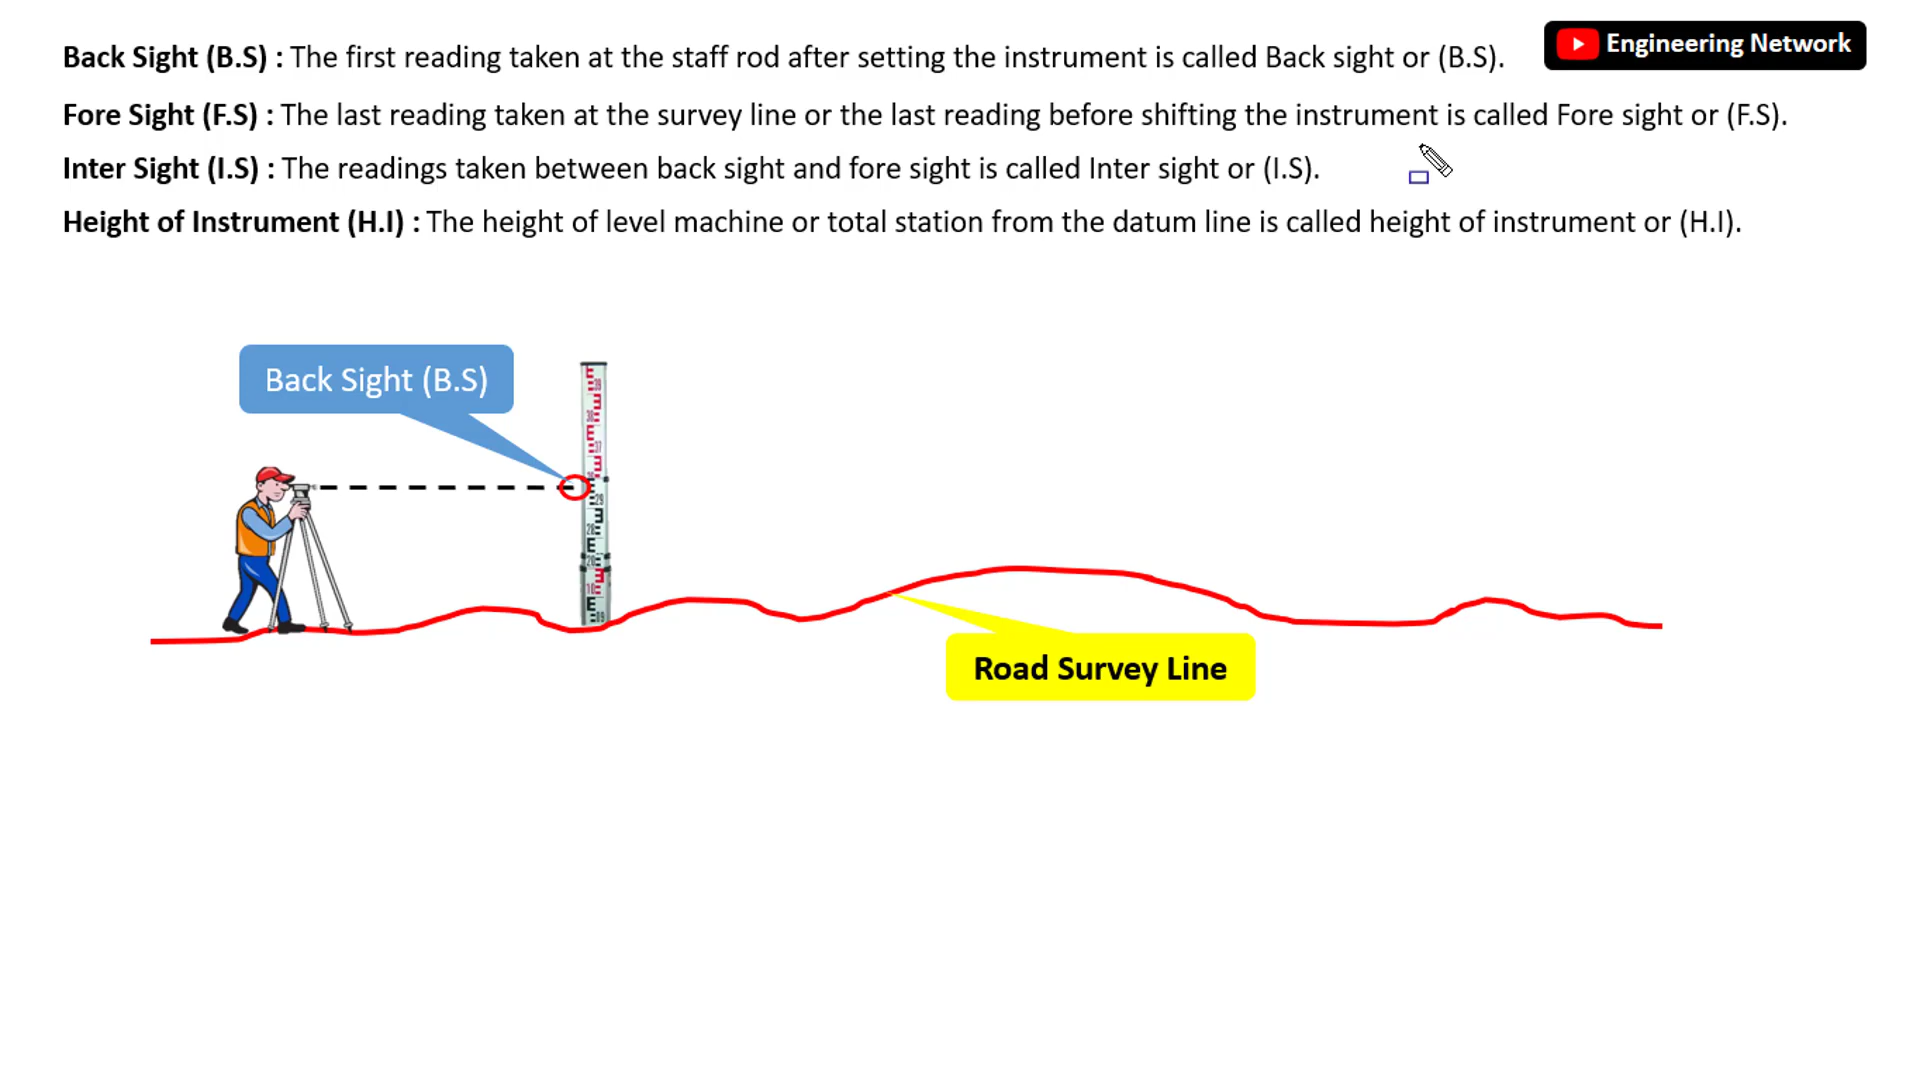 Back Sight (B.S) : The first reading taken at the staff rod after setting the instrument is called Back sight or (B.S).
Engineering Network
Fore Sight (F.S) : The last reading taken at the survey line or the last reading before shifting the instrument is called Fore sight or (F.S).
Inter Sight (I.S) : The readings taken between back sight and fore sight is called Inter sight or (I.S).
Height of Instrument (H.I) : The height of level machine or total station from the datum line is called height of instrument or (H.I).
Back Sight (B.S)
Road Survey Line